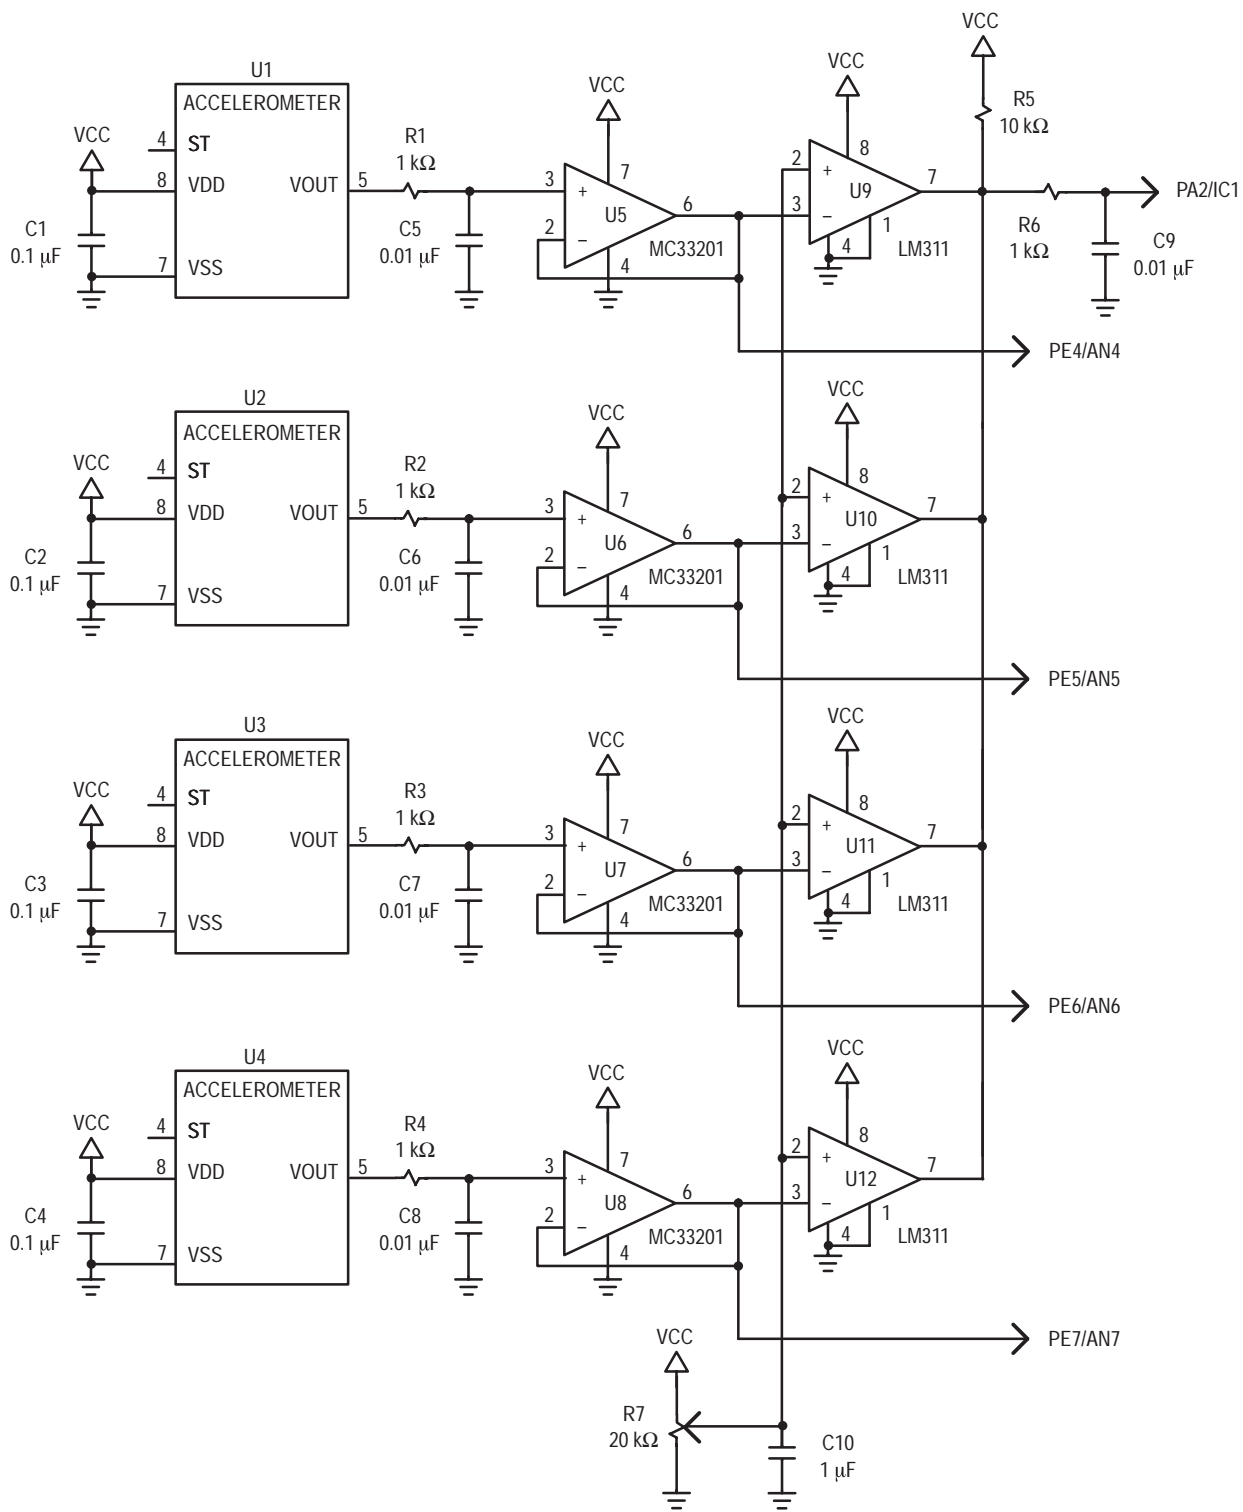 VCC
U1
VCC
VCC
ACCELEROMETER
R5
10 kΩ
VCC
4
ST
R1
1 kΩ
7
2
+
8
8
VDD
VOUT
5
3
+
U5
6
U9
7
PA2/IC1
C1
0.1 μF
C5
0.01 μF
2
–
MC33201
3
–
1
4
LM311
R6
1 kΩ
C9
0.01 μF
7
VSS
4
PE4/AN4
U2
VCC
VCC
ACCELEROMETER
VCC
4
ST
R2
1 kΩ
7
2
+
8
8
VDD
VOUT
5
3
+
U6
6
U10
7
C2
0.1 μF
C6
0.01 μF
2
–
MC33201
3
–
1
4
LM311
7
VSS
4
PE5/AN5
U3
VCC
VCC
ACCELEROMETER
VCC
4
ST
R3
1 kΩ
7
2
+
8
8
VDD
VOUT
5
3
+
U7
6
U11
7
C3
0.1 μF
C7
0.01 μF
2
–
MC33201
3
–
1
4
LM311
7
VSS
4
PE6/AN6
U4
VCC
VCC
ACCELEROMETER
VCC
4
ST
R4
1 kΩ
7
2
+
8
8
VDD
VOUT
5
3
+
U8
6
U12
7
C4
0.1 μF
C8
0.01 μF
2
–
MC33201
3
–
1
4
LM311
7
VSS
4
PE7/AN7
VCC
R7
20 kΩ
C10
1 μF